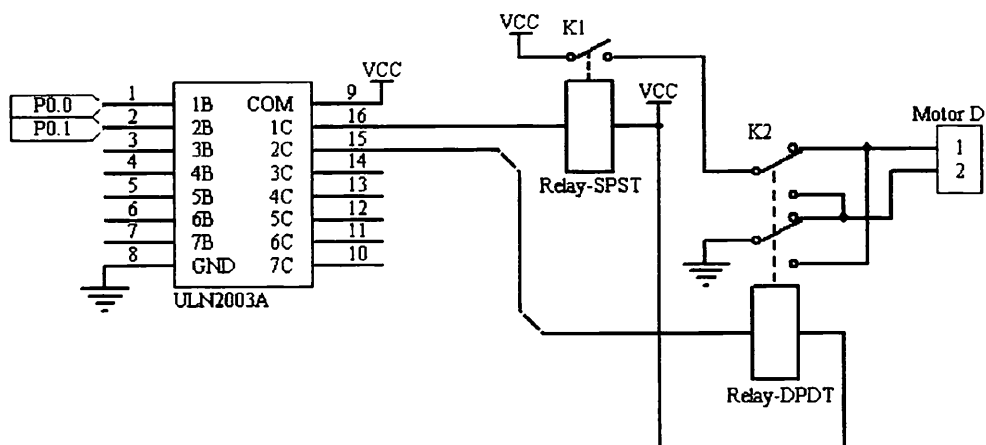 VCC
K1
VCC
VCC
P0.0
P0.1
1
2
3
4
5
6
7
8
1B
2B
3B
4B
5B
6B
7B
GND
COM
1C
2C
3C
4C
5C
6C
7C
9
16
15
14
13
12
11
10
ULN2003A
Relay-SPST
K2
Motor D
1
2
Relay-DPDT